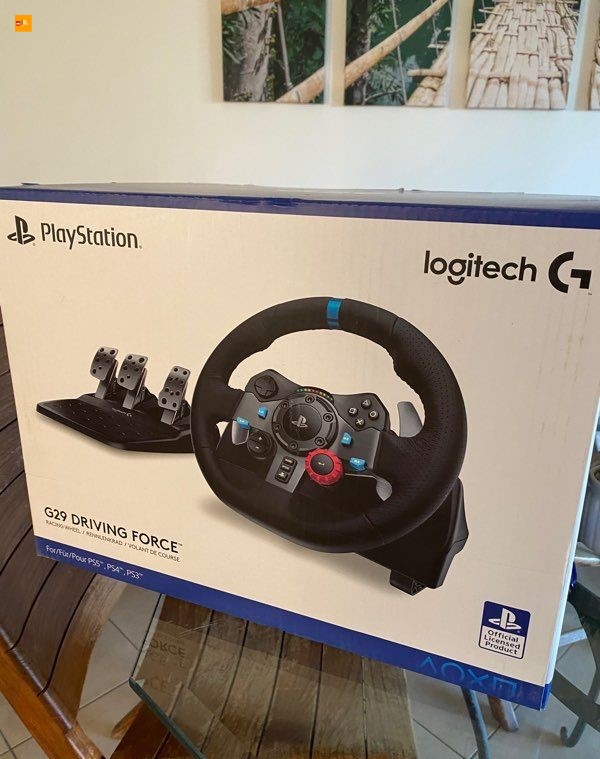 PlayStation®
logitech G
logitech G
G29 DRIVING FORCE™
RACING WHEEL / RENNLENKRAD / VOLANT DE COURSE
For/Für/Pour PS5™, PS4™, PS3™
Official
Licensed
Product